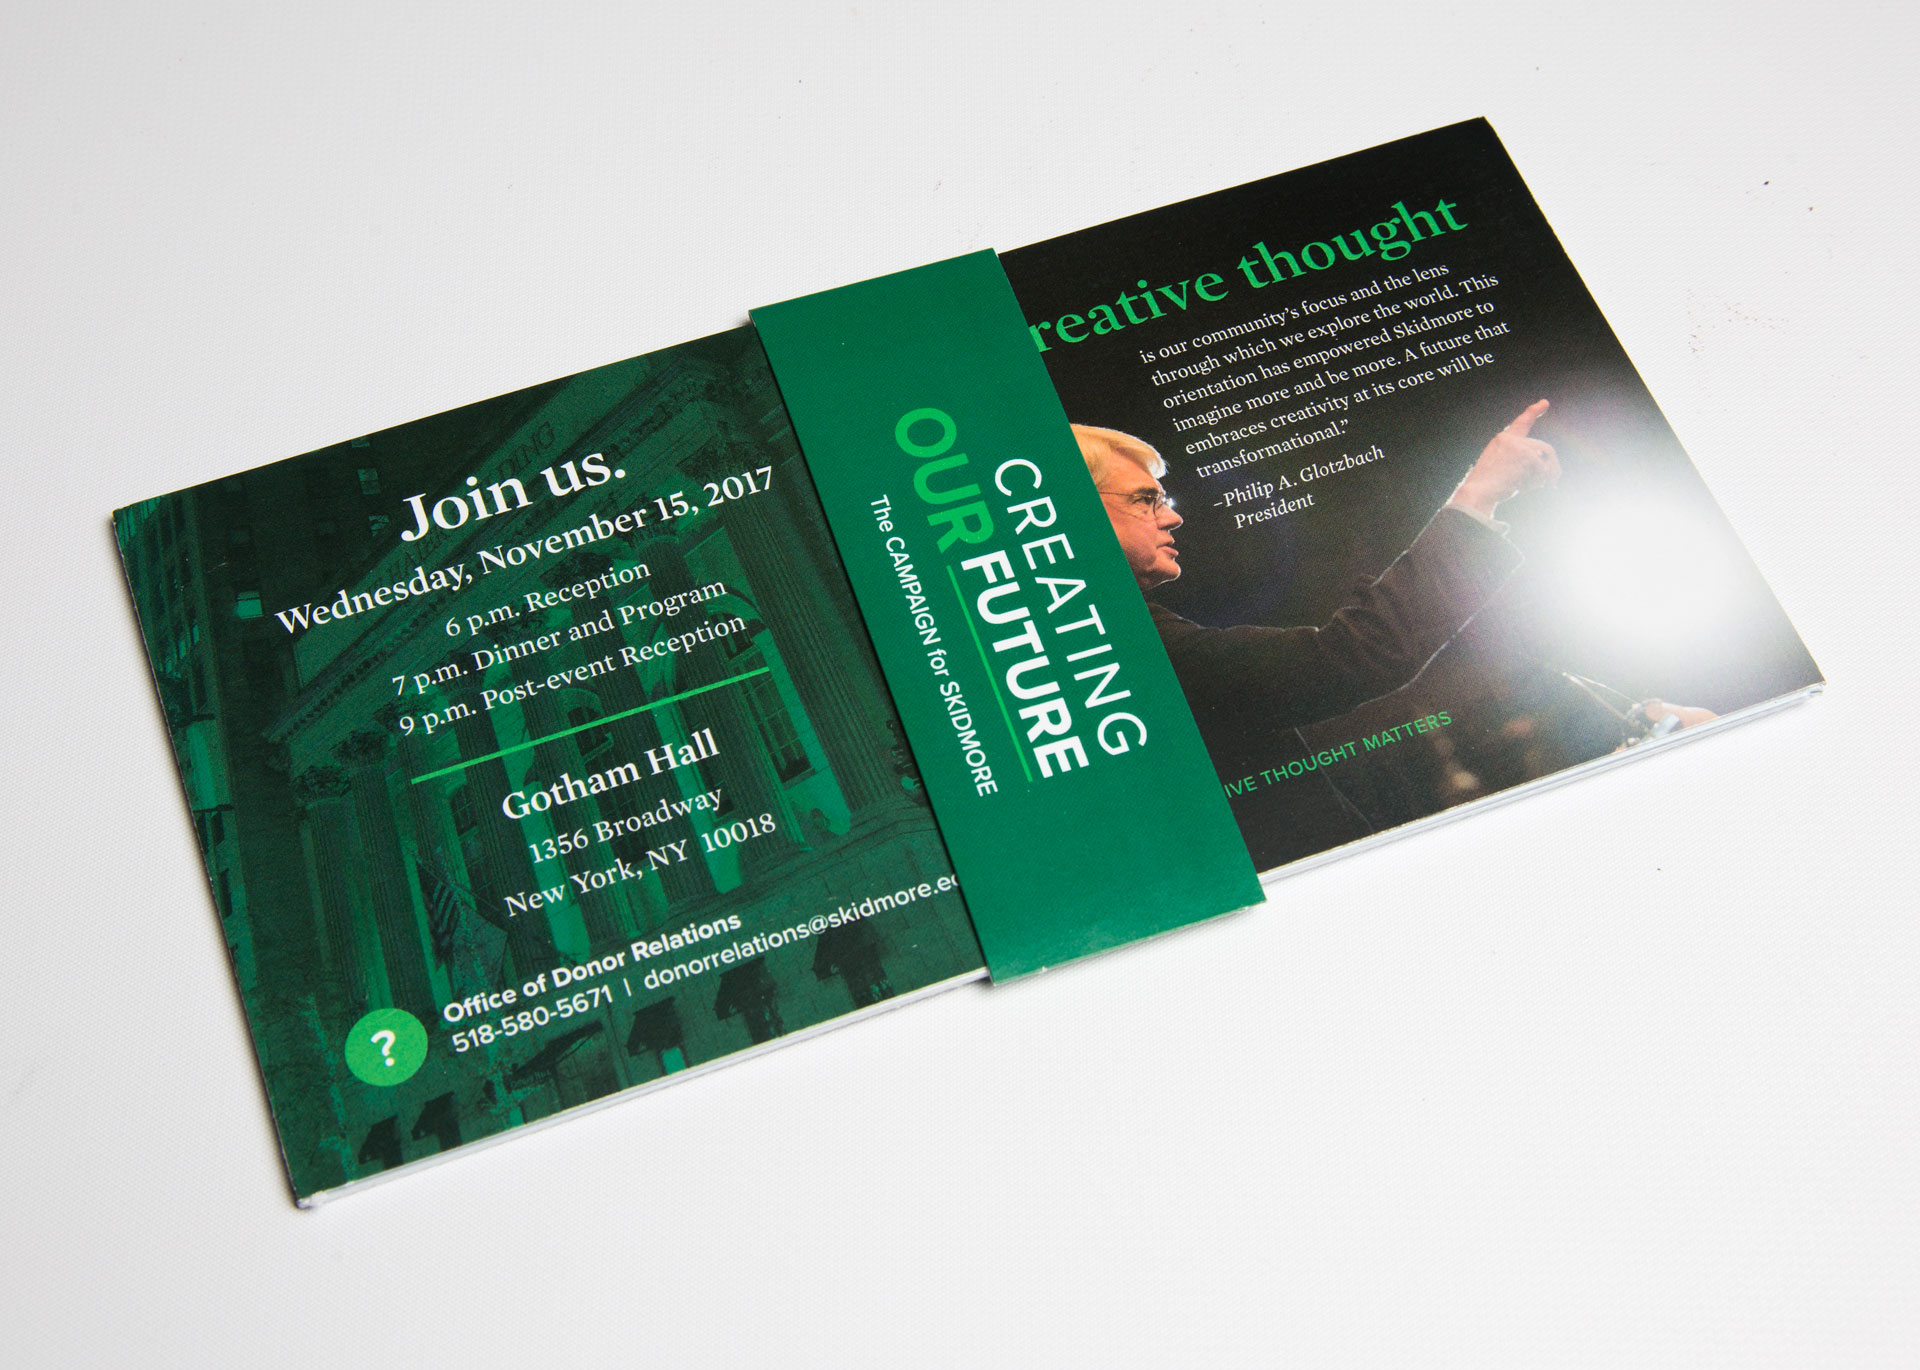 Join us.
Wednesday, November 15, 2017
6 p.m. Reception
7 p.m. Dinner and Program
9 p.m. Post-event Reception
Gotham Hall
1356 Broadway
New York, NY 10018
?
Office of Donor Relations
518-580-5671 | donorrelations@skidmore.ed
CREATING
OUR FUTURE
The CAMPAIGN for SKIDMORE
reative thought
is our community's focus and the lens
through which we explore the world. This
orientation has empowered Skidmore to
imagine more and be more. A future that
embraces creativity at its core will be
transformational."
–Philip A. Glotzbach
President
IVE THOUGHT MATTERS